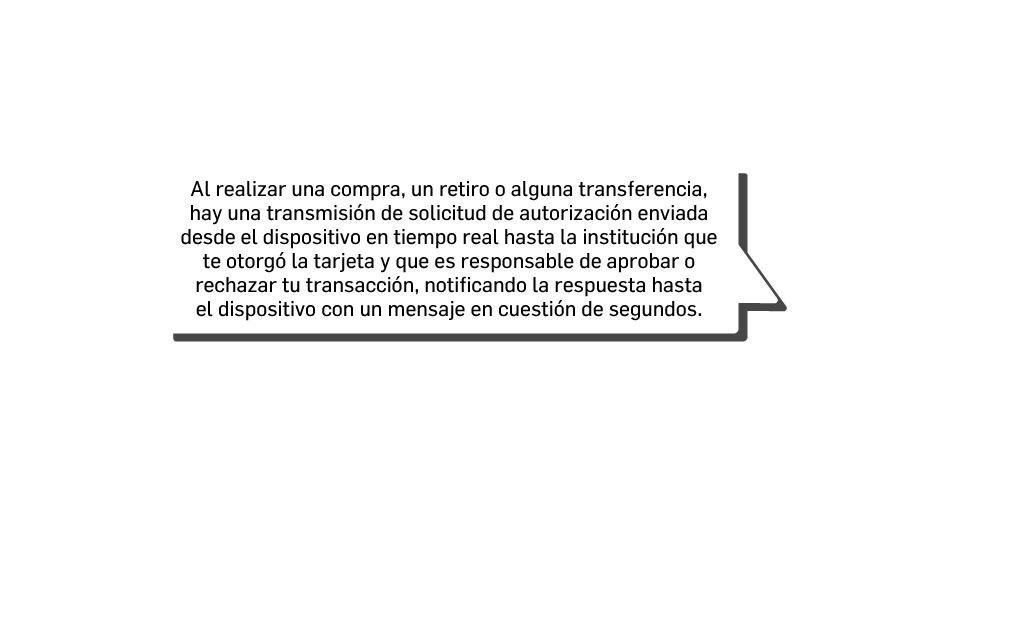 Al realizar una compra, un retiro o alguna transferencia,
hay una transmisión de solicitud de autorización enviada
desde el dispositivo en tiempo real hasta la institución que
te otorgó la tarjeta y que es responsable de aprobar o
rechazar tu transacción, notificando la respuesta hasta
el dispositivo con un mensaje en cuestión de segundos.